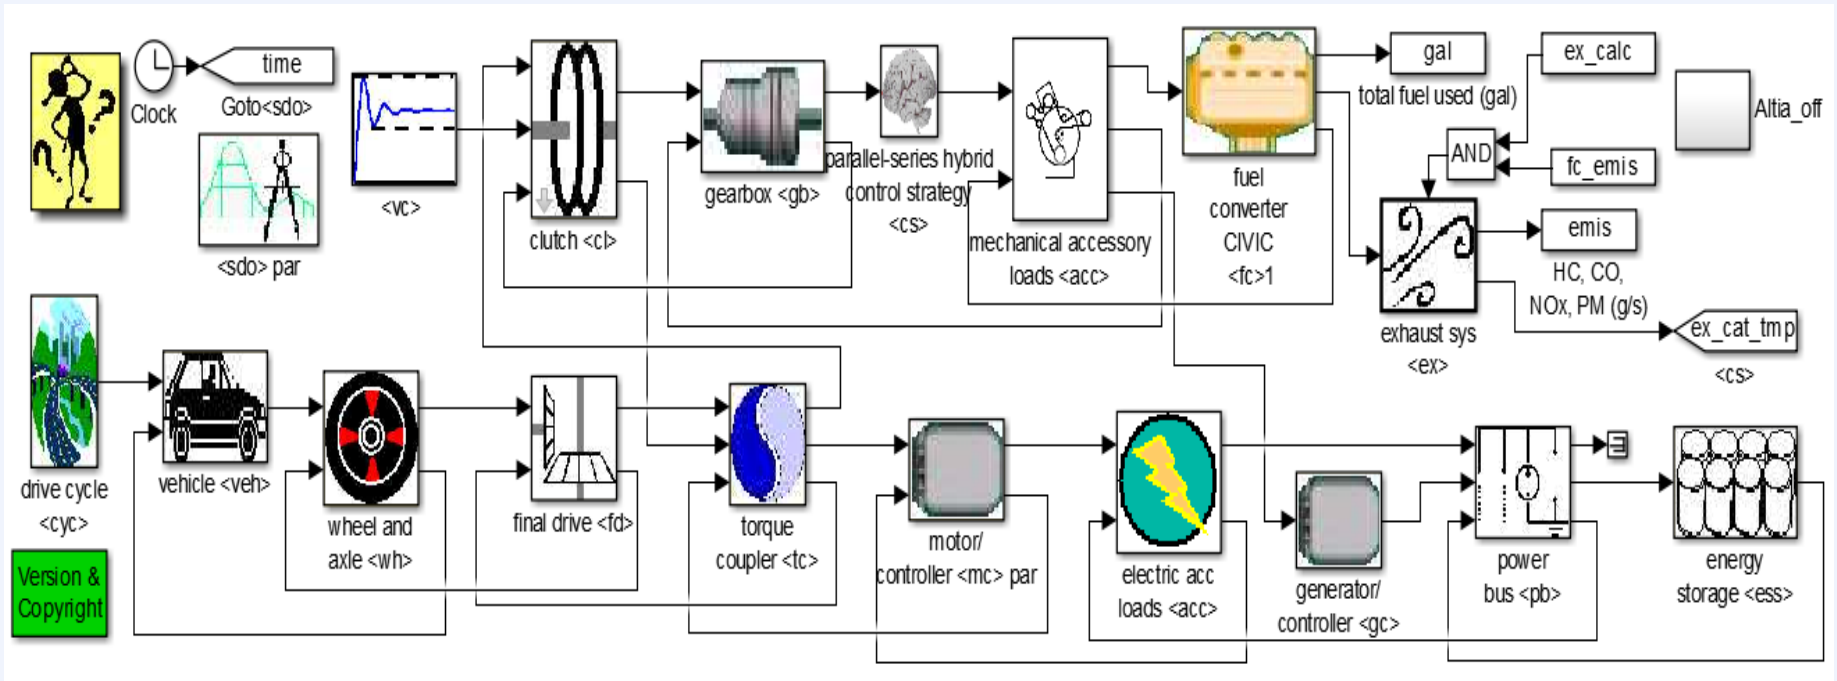 Clock
time
Goto<sdo>
<sdo> par
<vc>
clutch <cl>
gearbox <gb>
parallel-series hybrid
control strategy
<cs>
mechanical accessory
loads <acc>
fuel
converter
CIVIC
<fc>1
gal
total fuel used (gal)
ex_calc
AND
fc_emis
emis
HC, CO,
NOx, PM (g/s)
exhaust sys
<ex>
ex_cat_tmp
<cs>
Altia_off
drive cycle
<cyc>
vehicle <veh>
wheel and
axle <wh>
final drive <fd>
torque
coupler <tc>
motor/
controller <mc> par
electric acc
loads <acc>
generator/
controller <gc>
power
bus <pb>
energy
storage <ess>
Version &
Copyright